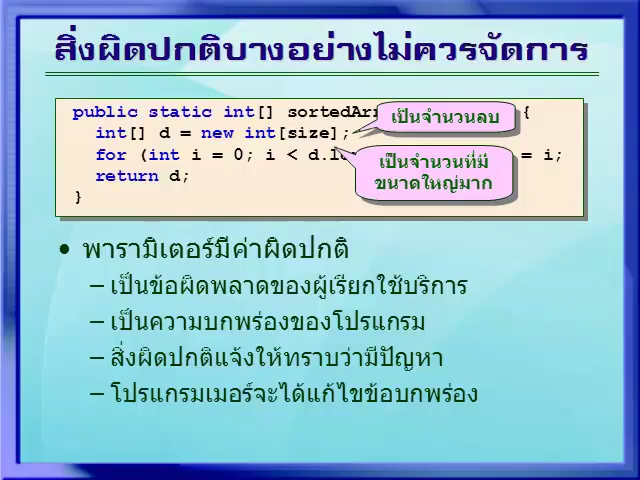 สิ่งผิดปกติบางอย่างไม่ควรจัดการ
public static int[] sortedArr {
เป็นจำนวนลบ
int[] d = new int[size];
for (int i = 0; i < d.le = i;
เป็นจำนวนที่มี
ขนาดใหญ่มาก
return d;
}
• พารามิเตอร์มีค่าผิดปกติ
– เป็นข้อผิดพลาดของผู้เรียกใช้บริการ
– เป็นความบกพร่องของโปรแกรม
– สิ่งผิดปกติแจ้งให้ทราบว่ามีปัญหา
– โปรแกรมเมอร์จะได้แก้ไขข้อบกพร่อง